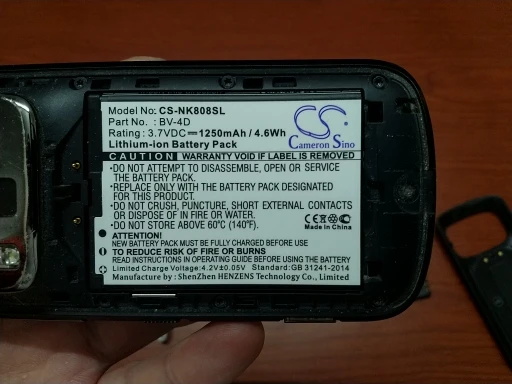 Model No: CS-NK808SL
Part No. : BV-4D
Rating : 3.7VDC⎓1250mAh / 4.6Wh
Lithium-ion Battery Pack
CS
Cameron Sino
CAUTION WARRANTY VOID IF LABEL REMOVED
•DO NOT ATTEMPT TO DISASSEMBLE, OPEN OR SERVICE
THE BATTERY PACK.
•REPLACE ONLY WITH THE BATTERY PACK DESIGNATED
FOR THIS PRODUCT.
•DO NOT CRUSH, PUNCTURE, SHORT EXTERNAL CONTACTS
OR DISPOSE OF IN FIRE OR WATER.
•DO NOT STORE ABOVE 60°C (140°F).
CE
Made In China
ATTENTION!
NEW BATTERY PACK MUST BE FULLY CHARGED BEFORE USE
TO REDUCE RISK OF FIRE OR BURNS
READ INSTRUCTIONS IN OPERATING GUIDE BEFORE USING THIS BATTERY
Limited Charge Voltage:4.2V±0.05V Standard:GB 31241-2014
Manufacture by : ShenZhen HENZENS Technology Co., Limited